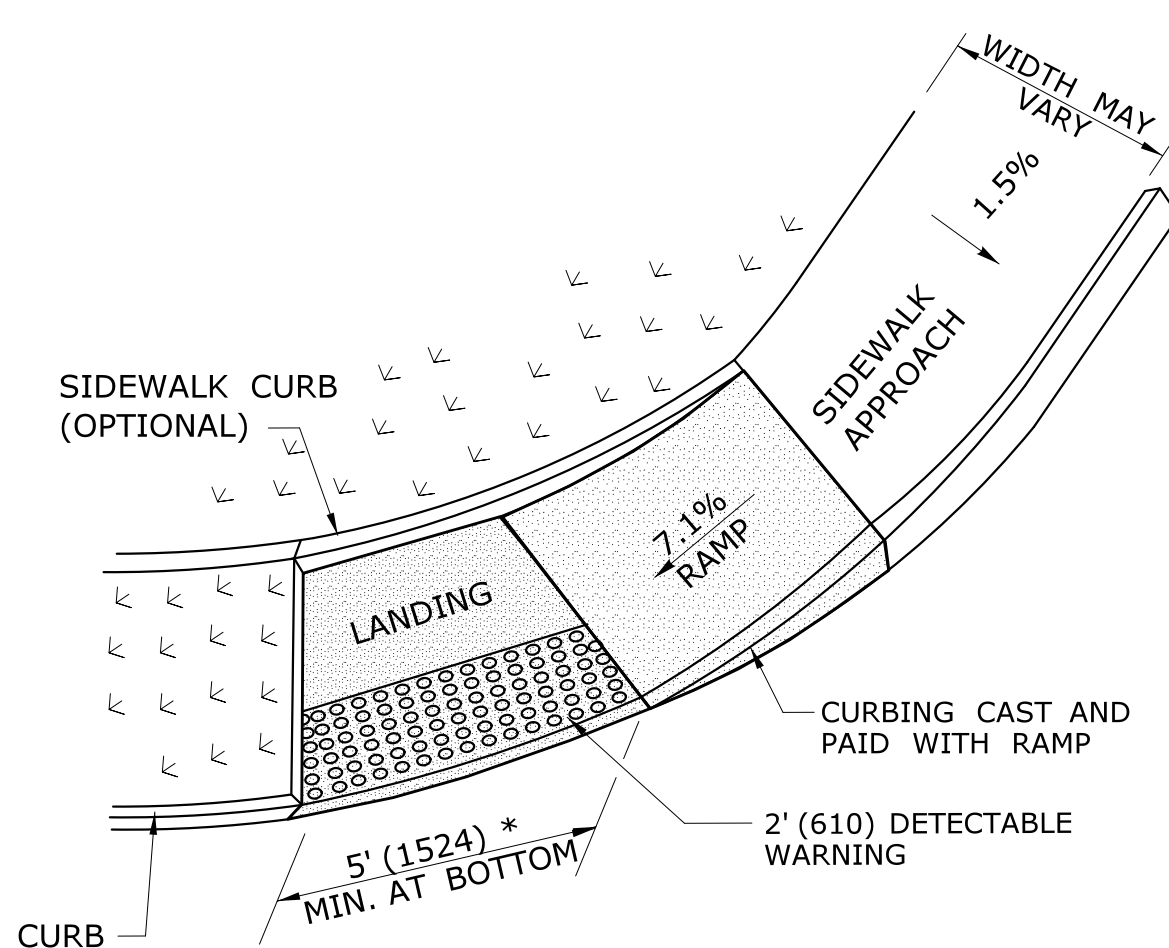 WIDTH MAY
VARY
1.5%
SIDEWALK
APPROACH
SIDEWALK CURB
(OPTIONAL)
7.1%
RAMP
LANDING
CURBING CAST AND
PAID WITH RAMP
2' (610) DETECTABLE
WARNING
5' (1524) *
MIN. AT BOTTOM
CURB